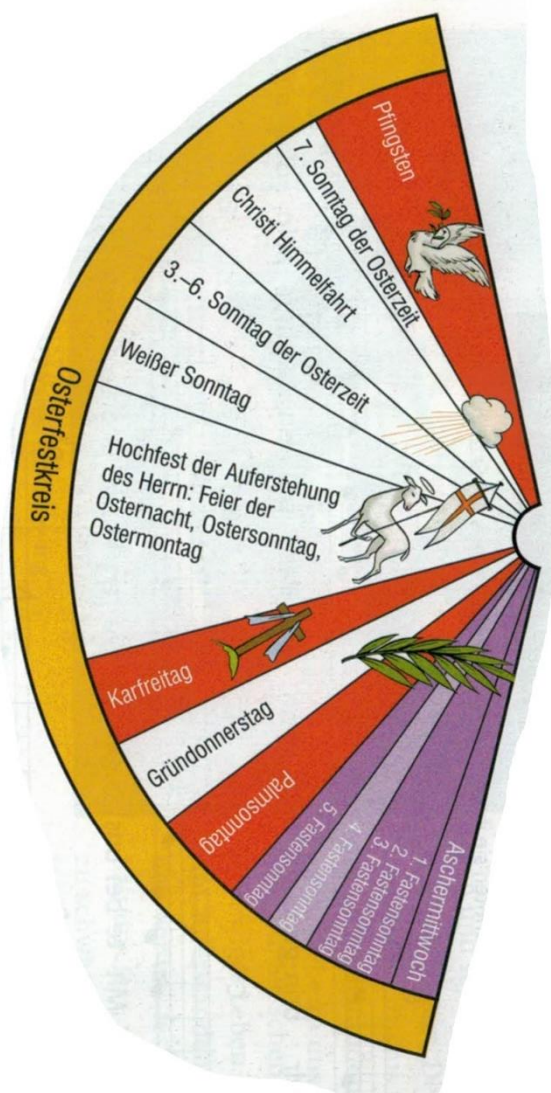 Pfingsten
7. Sonntag der Osterzeit
Christi Himmelfahrt
3.–6. Sonntag der Osterzeit
Weißer Sonntag
Hochfest der Auferstehung
des Herrn: Feier der
Osternacht, Ostersonntag,
Ostermontag
Karfreitag
Gründonnerstag
Palmsonntag
5. Fastensonntag
4. Fastensonntag
3. Fastensonntag
2. Fastensonntag
1. Fastensonntag
Aschermittwoch
Osterfestkreis